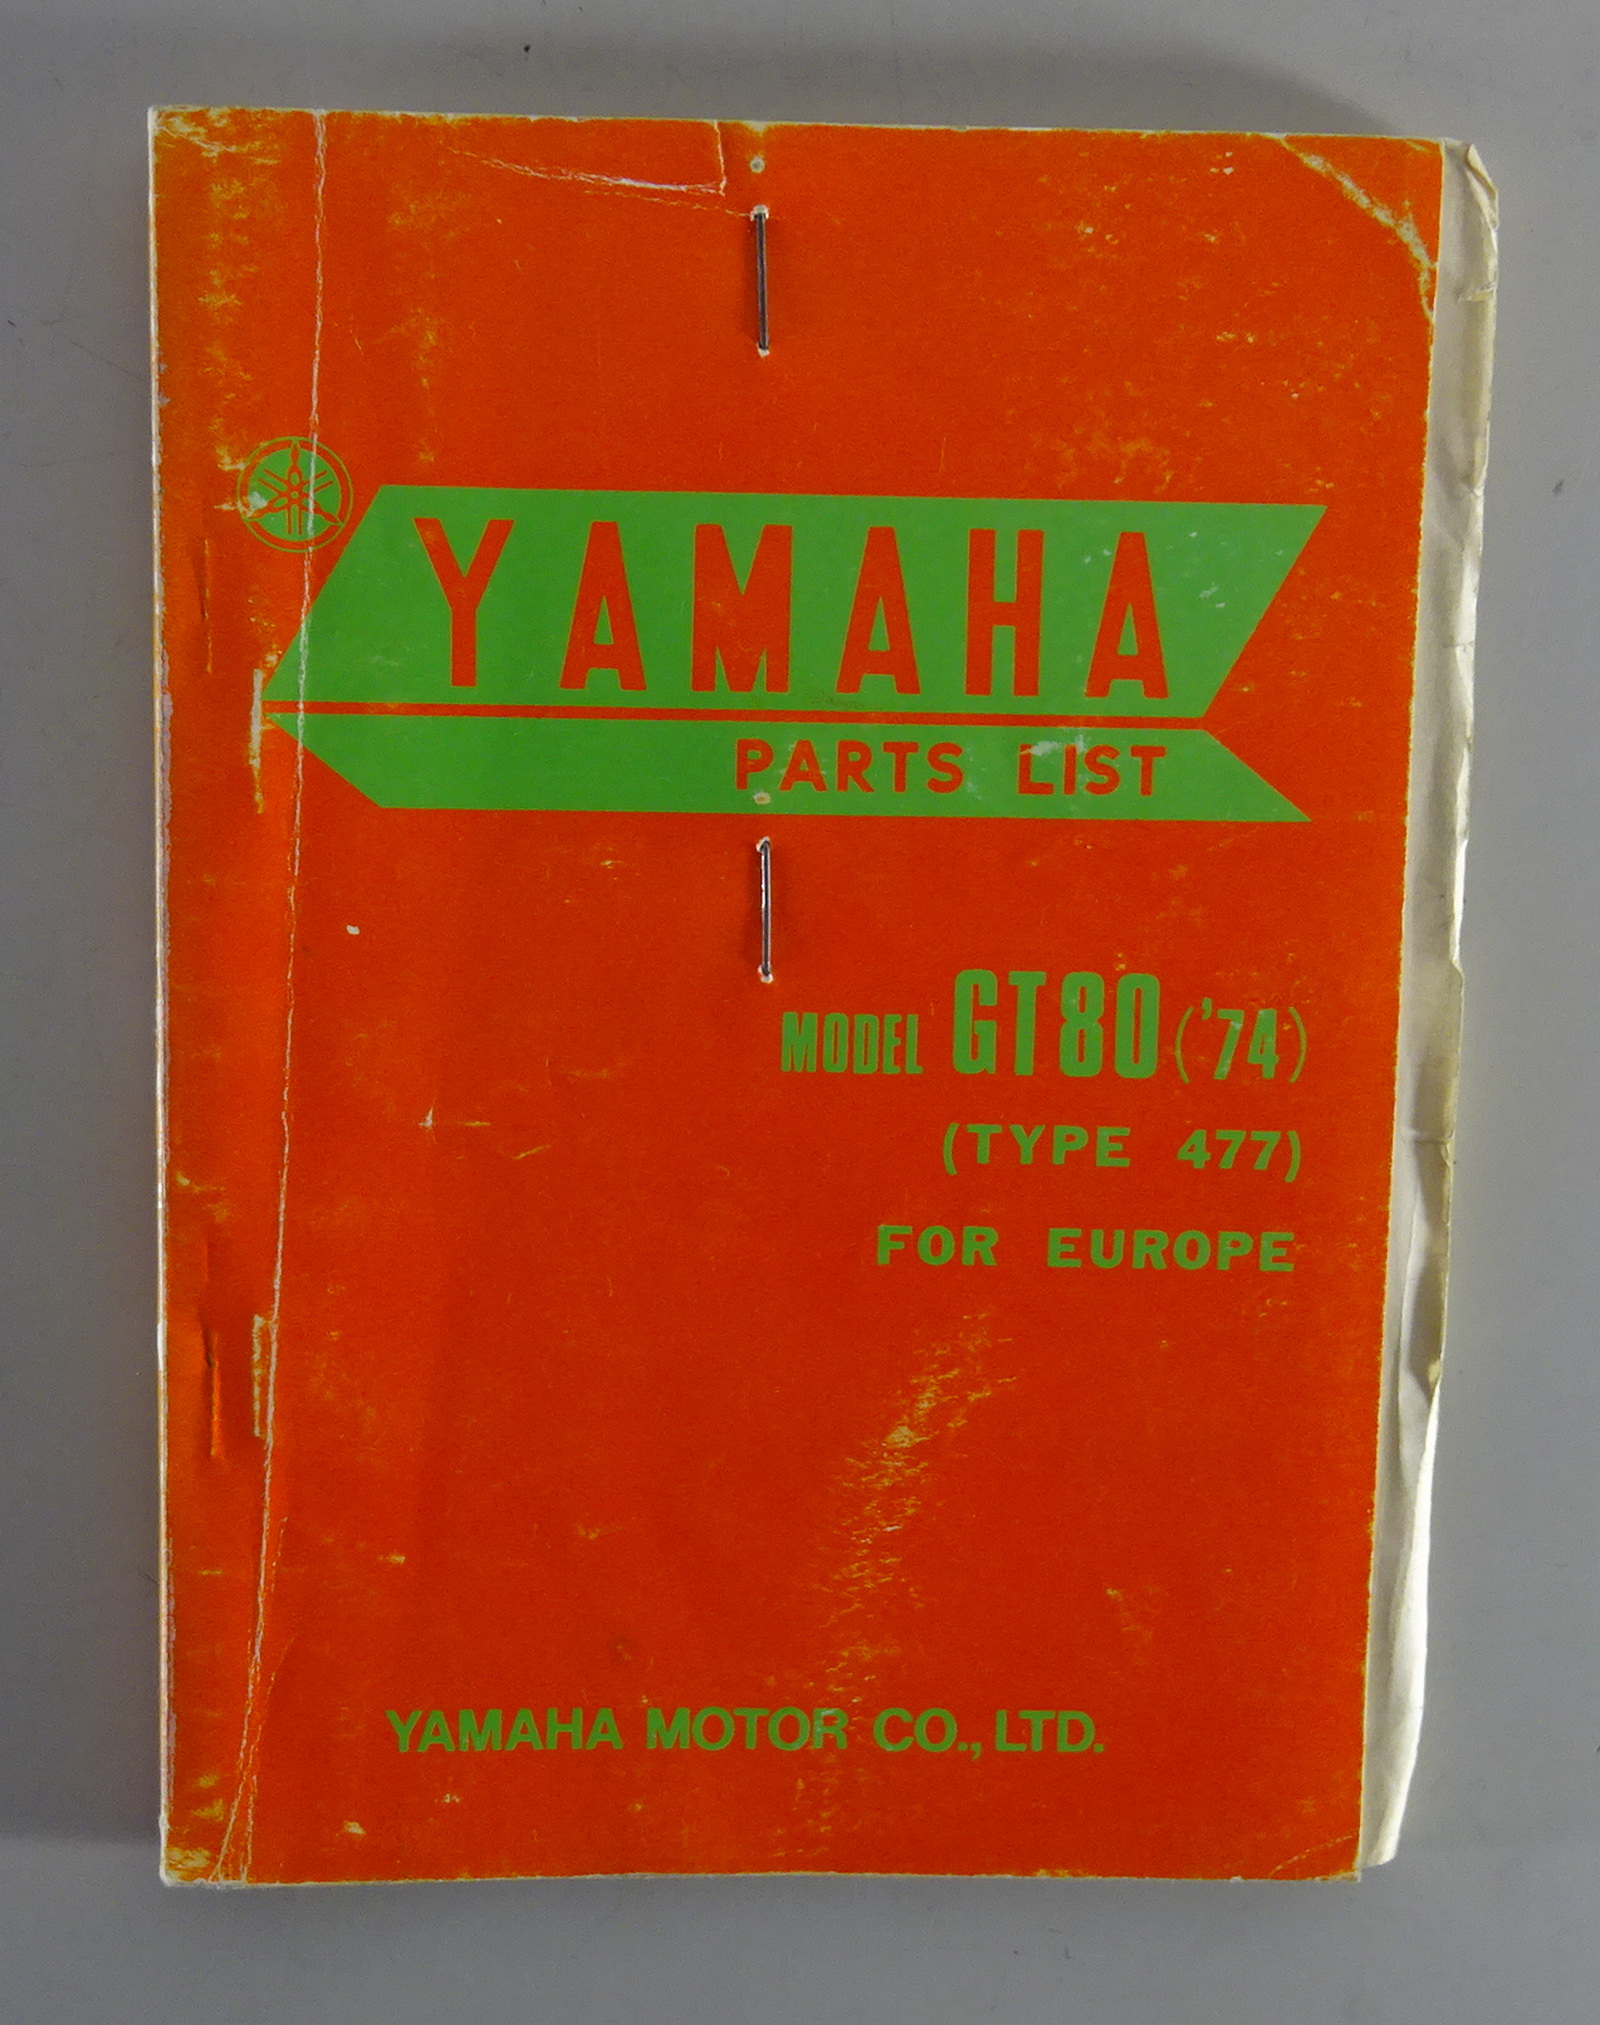 YAMAHA
PARTS LIST
MODEL GT80 ('74)
(TYPE 477)
FOR EUROPE
YAMAHA MOTOR CO., LTD.